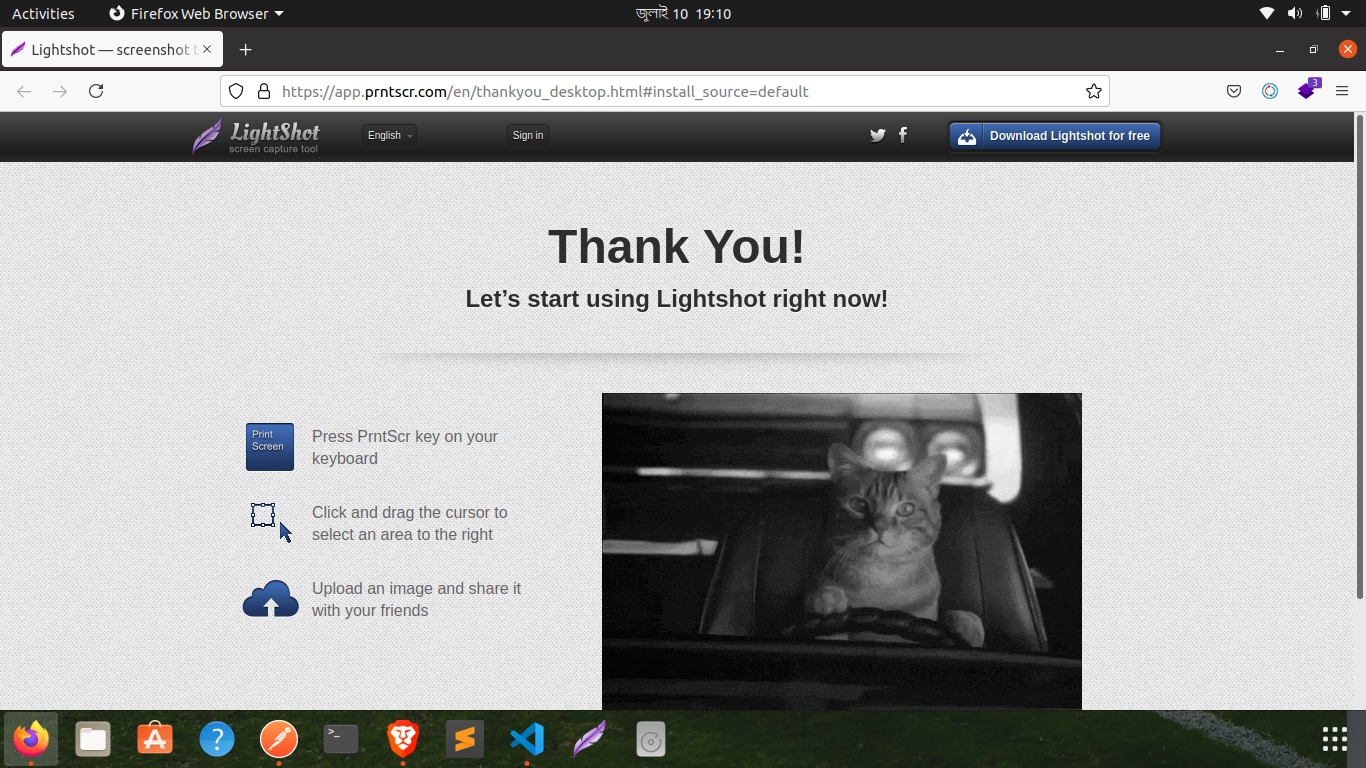 Activities
Firefox Web Browser
জুলাই 10 19:10
Lightshot — screenshot t
https://app.prntscr.com/en/thankyou_desktop.html#install_source=default
3
LightShot
screen capture tool
English
Sign in
Download Lightshot for free
Thank You!
Let's start using Lightshot right now!
Print
Screen
Press PrntScr key on your
keyboard
Click and drag the cursor to
select an area to the right
Upload an image and share it
with your friends